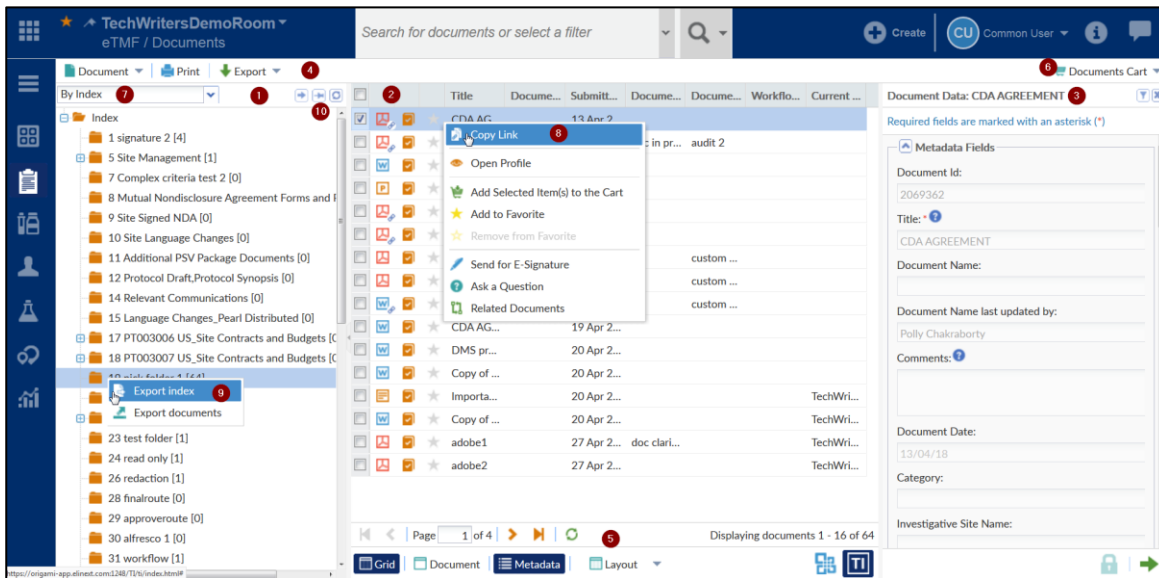 TechWritersDemoRoom
eTMF / Documents
Search for documents or select a filter
Create
CU
Common User
Document
Print
Export
4
6
Documents Cart
By Index
7
1
10
Index
1 signature 2 [4]
5 Site Management [1]
7 Complex criteria test 2 [0]
8 Mutual Nondisclosure Agreement Forms and
9 Site Signed NDA [0]
10 Site Language Changes [0]
11 Additional PSV Package Documents [0]
12 Protocol Draft,Protocol Synopsis [0]
14 Relevant Communications [0]
15 Language Changes_Pearl Distributed [0]
17 PT003006 US_Site Contracts and Budgets [
18 PT003007 US_Site Contracts and Budgets [
Export index
9
Export documents
23 test folder [1]
24 read only [1]
26 redaction [1]
28 finalroute [0]
29 approveroute [0]
30 alfresco 1 [0]
31 workflow [1]
https://origami-app.elinext.com:1248/TI/ti/index.html#
2
Title Docume... Submitt... Docume... Docume... Workflo... Current ...
CDA AG 13 Apr 2
Copy Link
8
in pr... audit 2
Open Profile
Add Selected Item(s) to the Cart
Add to Favorite
Remove from Favorite
custom ...
Send for E-Signature
custom ...
Ask a Question
custom ...
Related Documents
CDA AG... 19 Apr 2...
DMS pr... 20 Apr 2...
Copy of ... 20 Apr 2...
Importa... 20 Apr 2... TechWri...
Copy of ... 20 Apr 2... TechWri...
adobe1 27 Apr 2... doc clari... TechWri...
adobe2 27 Apr 2... TechWri...
Page 1 of 4
5
Displaying documents 1 - 16 of 64
Grid
Document
Metadata
Layout
TI
Document Data: CDA AGREEMENT
3
Required fields are marked with an asterisk (*)
Metadata Fields
Document Id:
2069362
Title: *
CDA AGREEMENT
Document Name:
Document Name last updated by:
Polly Chakraborty
Comments:
Document Date:
13/04/18
Category:
Investigative Site Name: